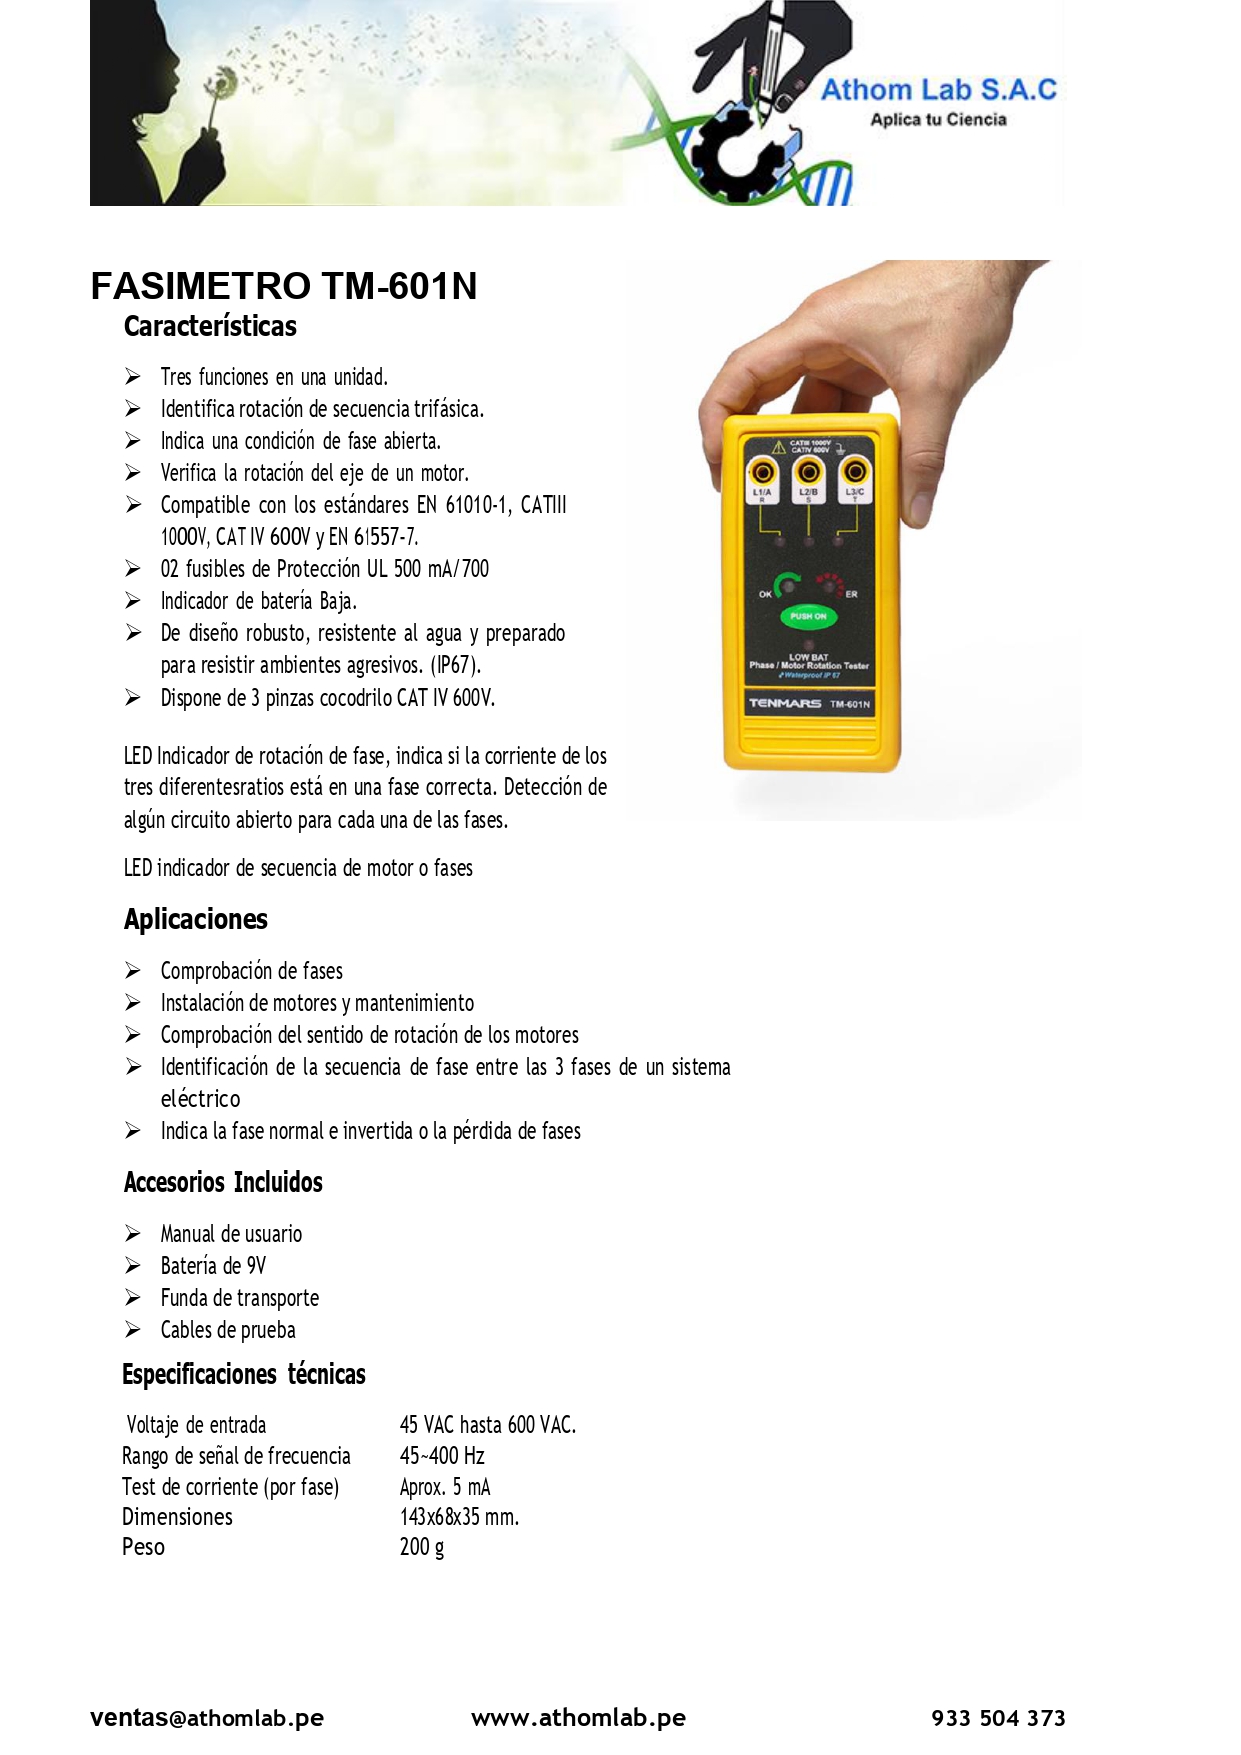 Athom Lab S.A.C
Aplica tu Ciencia
FASIMETRO TM-601N
Características
➢ Tres funciones en una unidad.
➢ Identifica rotación de secuencia trifásica.
➢ Indica una condición de fase abierta.
➢ Verifica la rotación del eje de un motor.
➢ Compatible con los estándares EN 61010-1, CATIII
1000V, CAT IV 600V y EN 61557-7.
➢ 02 fusibles de Protección UL 500 mA/700
➢ Indicador de batería Baja.
➢ De diseño robusto, resistente al agua y preparado
para resistir ambientes agresivos. (IP67).
➢ Dispone de 3 pinzas cocodrilo CAT IV 600V.
LED Indicador de rotación de fase, indica si la corriente de los
tres diferentesratios está en una fase correcta. Detección de
algún circuito abierto para cada una de las fases.
LED indicador de secuencia de motor o fases
CATIII 1000V
CATIV 600V
L1/A L2/B L3/C
R S T
OK ER
PUSH ON
LOW BAT
Phase / Motor Rotation Tester
Waterproof IP 67
TENMARS TM-601N
Aplicaciones
➢ Comprobación de fases
➢ Instalación de motores y mantenimiento
➢ Comprobación del sentido de rotación de los motores
➢ Identificación de la secuencia de fase entre las 3 fases de un sistema
eléctrico
➢ Indica la fase normal e invertida o la pérdida de fases
Accesorios Incluidos
➢ Manual de usuario
➢ Batería de 9V
➢ Funda de transporte
➢ Cables de prueba
Especificaciones técnicas
Voltaje de entrada 45 VAC hasta 600 VAC.
Rango de señal de frecuencia 45~400 Hz
Test de corriente (por fase) Aprox. 5 mA
Dimensiones 143x68x35 mm.
Peso 200 g
ventas@athomlab.pe www.athomlab.pe 933 504 373